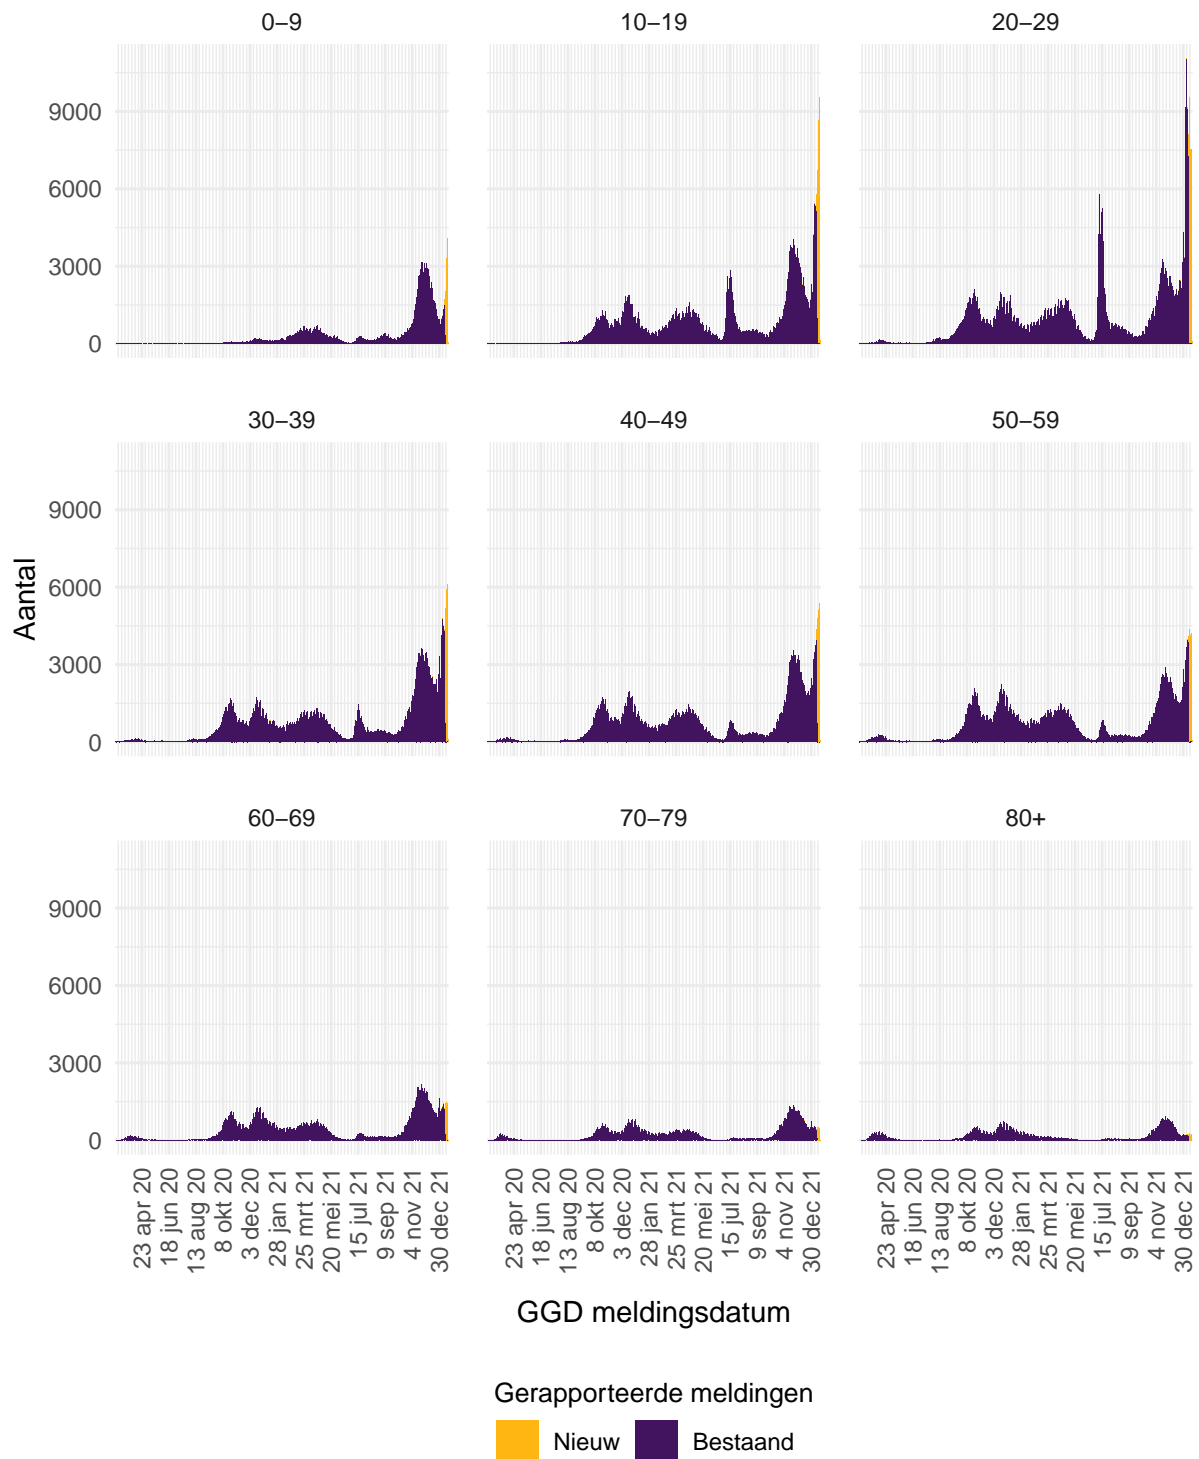 0–9 10–19 20–29
9000
6000
3000
0
30–39 40–49 50–59
9000
6000
3000
0
Aantal
60–69 70–79 80+
9000
6000
3000
0
23 apr 20 18 jun 20 13 aug 20 8 okt 20 3 dec 20 28 jan 21 25 mrt 21 20 mei 21 15 jul 21 9 sep 21 4 nov 21 30 dec 21
23 apr 20 18 jun 20 13 aug 20 8 okt 20 3 dec 20 28 jan 21 25 mrt 21 20 mei 21 15 jul 21 9 sep 21 4 nov 21 30 dec 21
23 apr 20 18 jun 20 13 aug 20 8 okt 20 3 dec 20 28 jan 21 25 mrt 21 20 mei 21 15 jul 21 9 sep 21 4 nov 21 30 dec 21
GGD meldingsdatum
Gerapporteerde meldingen
Nieuw Bestaand